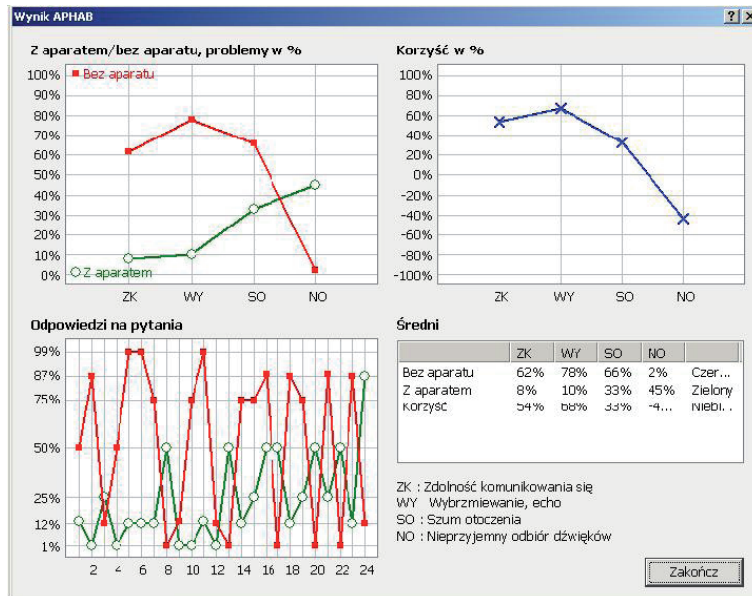 Wynik APHAB
Z aparatem/bez aparatu, problemy w %
100%
90%
80%
70%
60%
50%
40%
30%
20%
10%
0%
Bez aparatu
Z aparatem
ZK WY SO NO
Korzyść w %
100%
80%
60%
40%
20%
0%
-20%
-40%
-60%
-80%
-100%
ZK WY SO NO
Odpowiedzi na pytania
99%
87%
75%
50%
25%
12%
1%
2 4 6 8 10 12 14 16 18 20 22 24
Średni
ZK WY SO NO
Bez aparatu 62% 78% 66% 2% Czer...
Z aparatem 8% 10% 33% 45% Zielony
Korzysc 54% 68% 33% -4... Niebi...
ZK : Zdolność komunikowania się
WY Wybrzmiewanie, echo
SO : Szum otoczenia
NO : Nieprzyjemny odbiór dźwięków
Zakończ